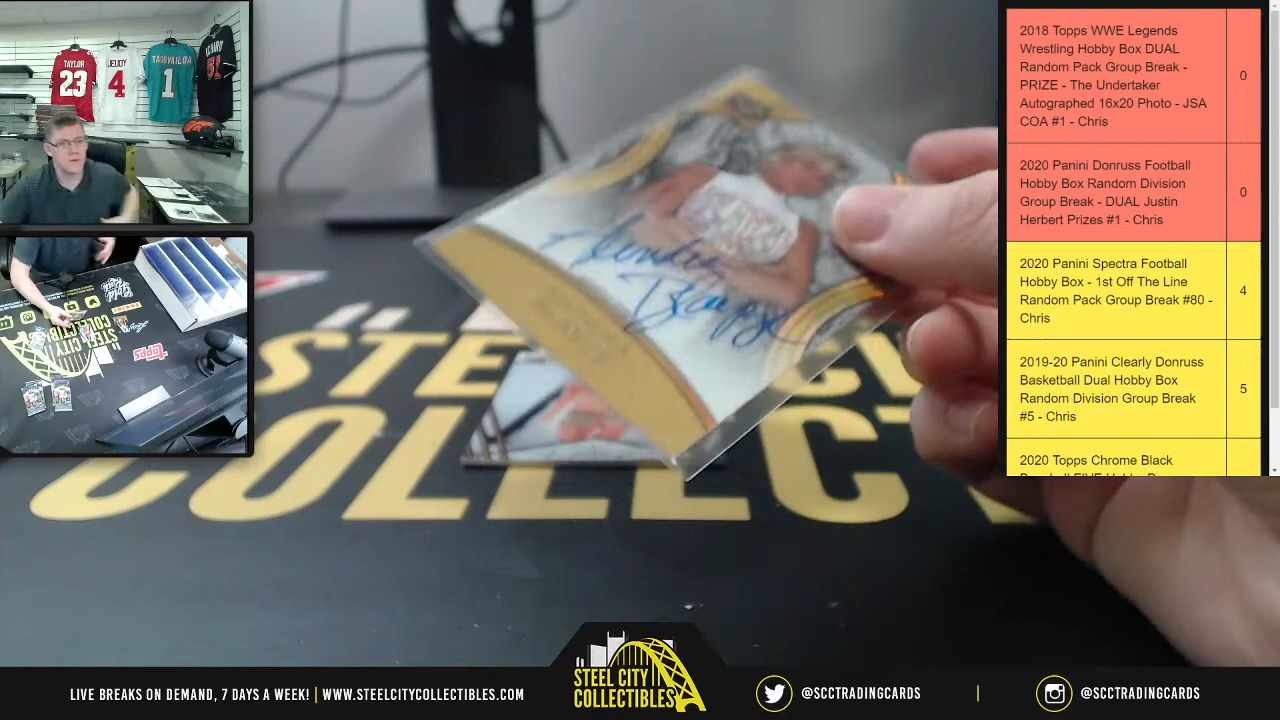 TAYLOR
23
JEUDY
4
TAGOVAILOA
1
51
2018 Topps WWE Legends
Wrestling Hobby Box DUAL
Random Pack Group Break -
PRIZE - The Undertaker
Autographed 16x20 Photo - JSA
COA #1 - Chris
0
2020 Panini Donruss Football
Hobby Box Random Division
Group Break - DUAL Justin
Herbert Prizes #1 - Chris
0
2020 Panini Spectra Football
Hobby Box - 1st Off The Line
Random Pack Group Break #80 -
Chris
4
2019-20 Panini Clearly Donruss
Basketball Dual Hobby Box
Random Division Group Break
#5 - Chris
5
2020 Topps Chrome Black
STEEL CITY
COLLEC
Topps
STEEL CITY
COLLECTIBLES
LIVE BREAKS ON DEMAND, 7 DAYS A WEEK! | WWW.STEELCITYCOLLECTIBLES.COM
@SCCTRADINGCARDS
@SCCTRADINGCARDS